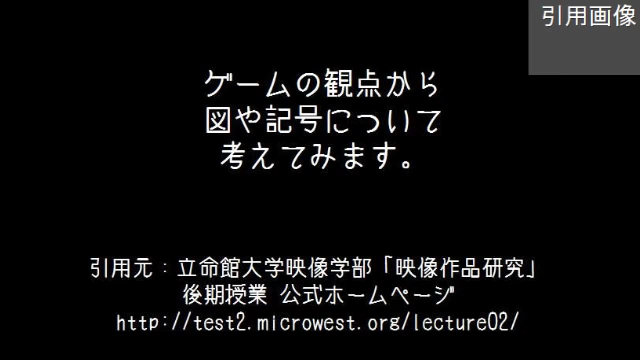 引用画像
ゲームの観点から
図や記号について
考えてみます。
引用元：立命館大学映像学部「映像作品研究」
後期授業 公式ホームページ
http://test2.microwest.org/lecture02/